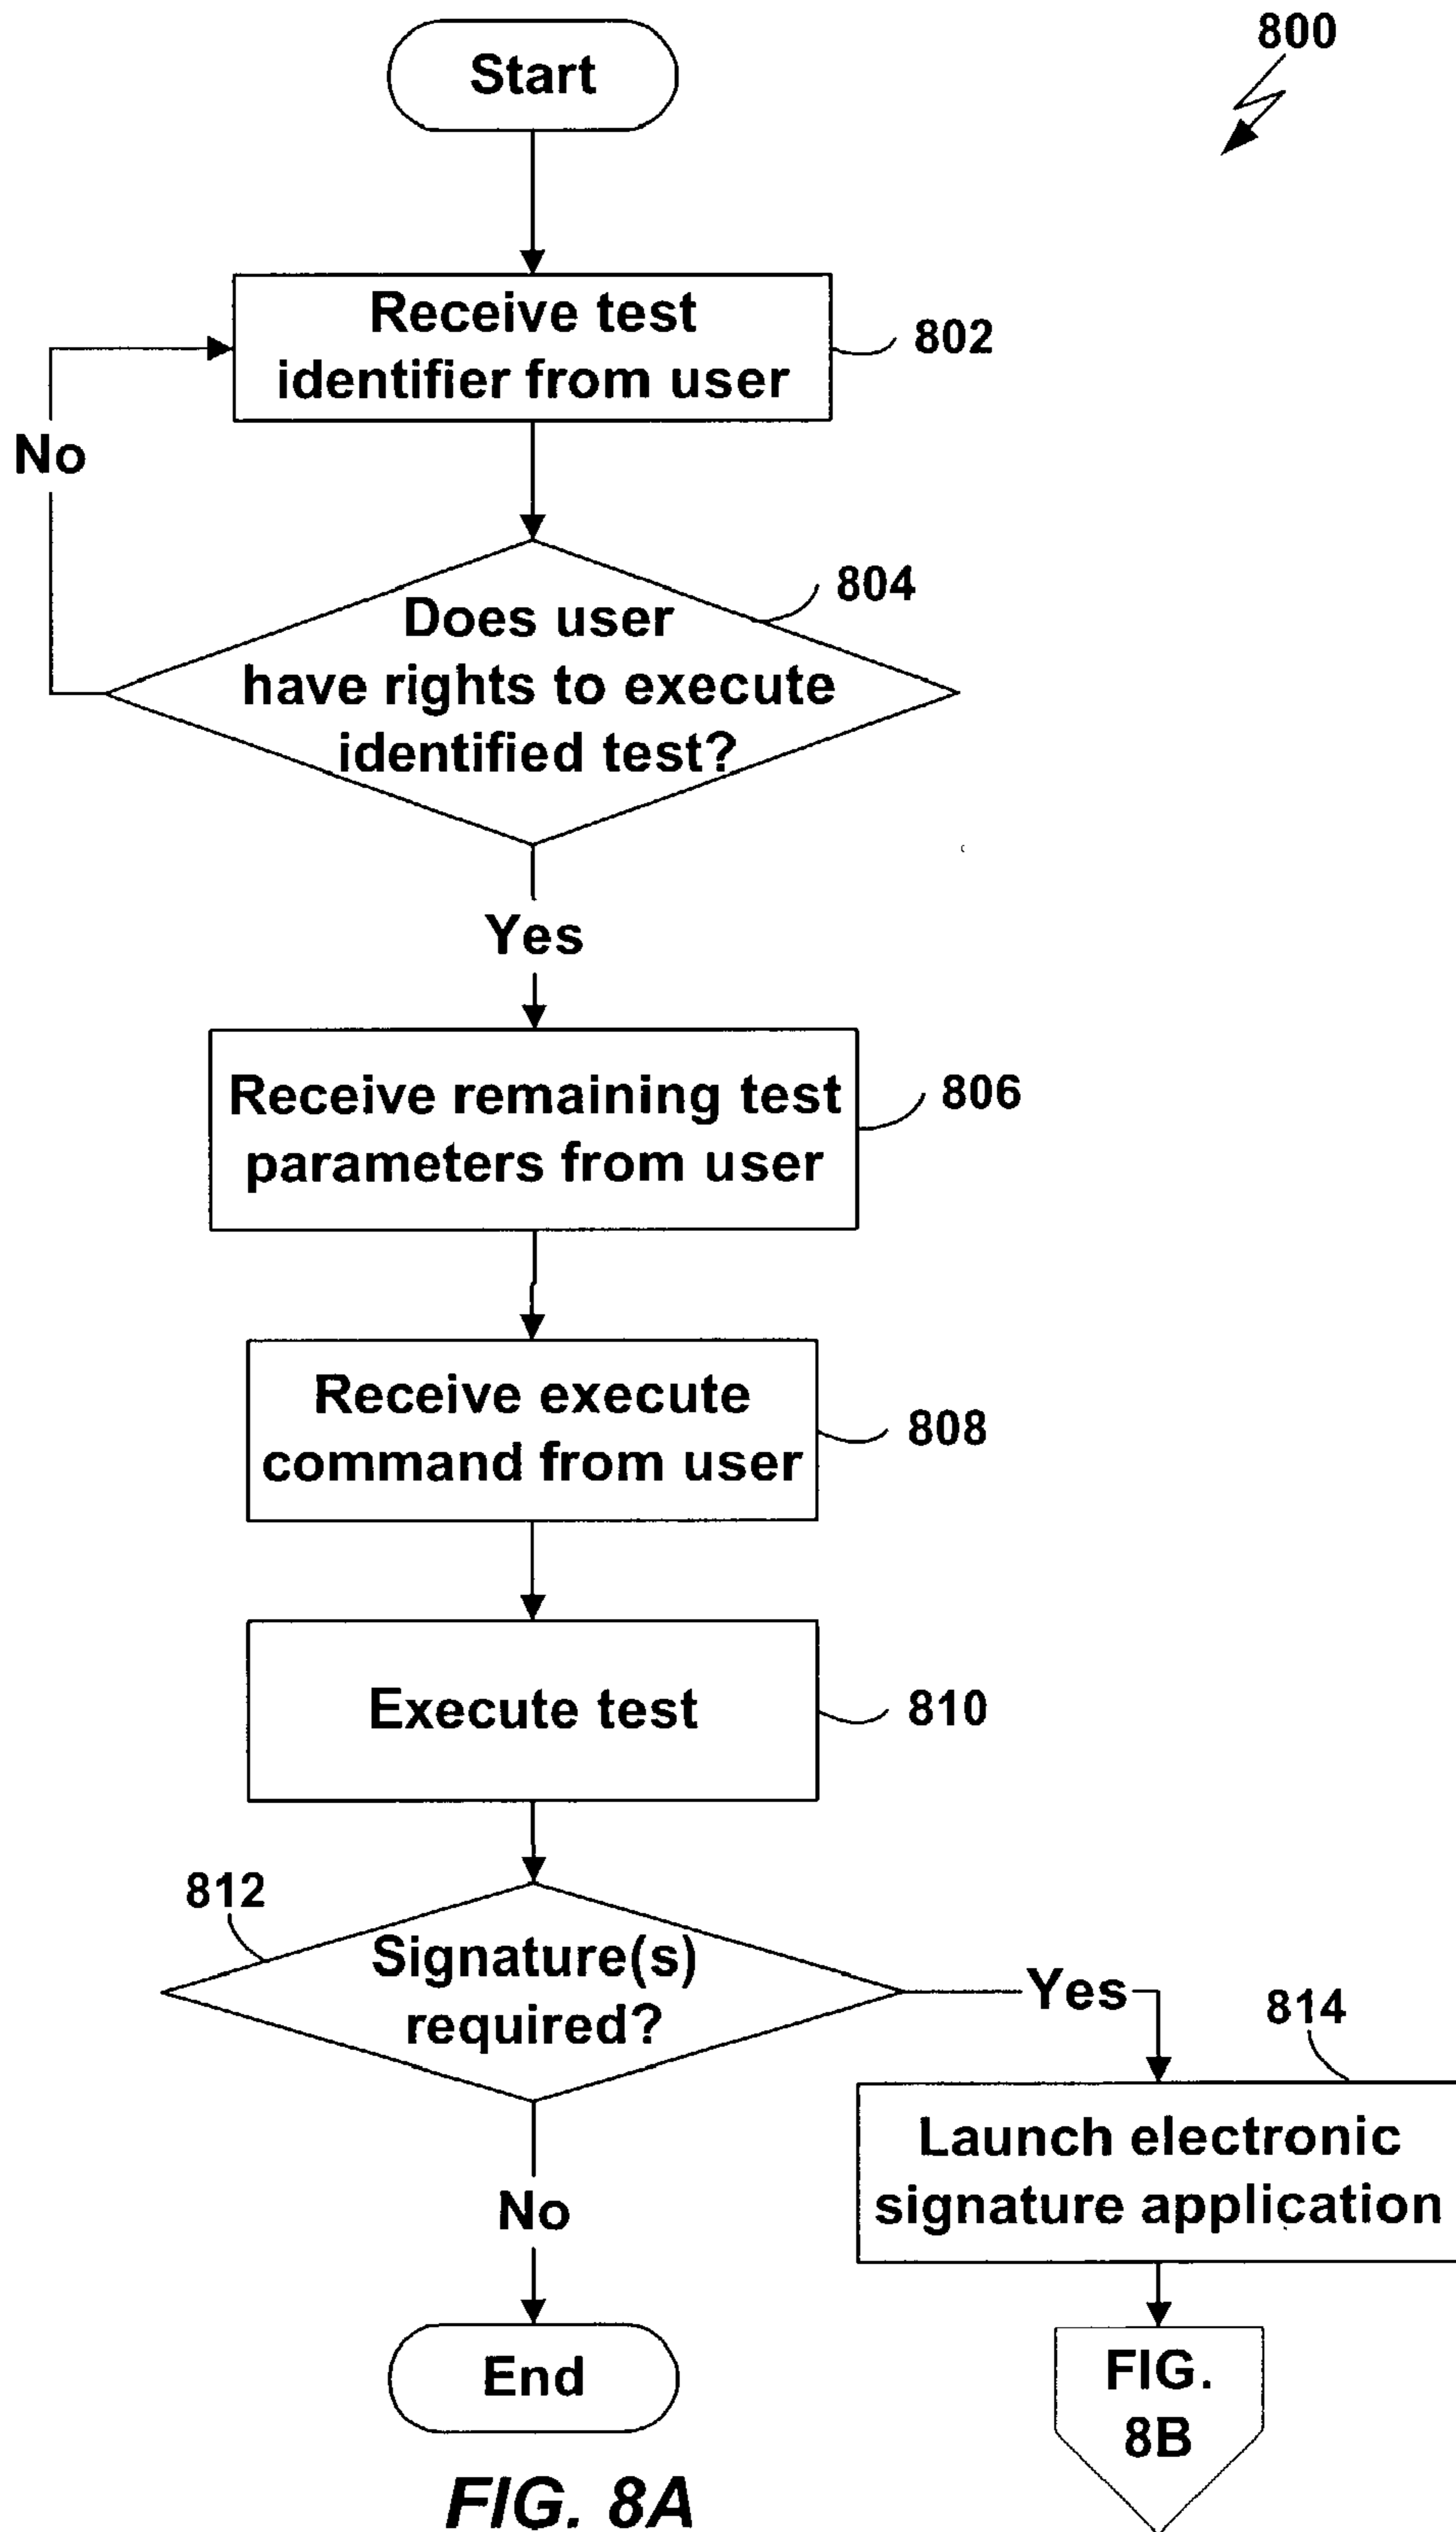 Start
800
Receive test
identifier from user
802
No
Does user
have rights to execute
identified test?
804
Yes
Receive remaining test
parameters from user
806
Receive execute
command from user
808
Execute test
810
812
Signature(s)
required?
Yes
814
Launch electronic
signature application
No
End
FIG.
8B
FIG. 8A